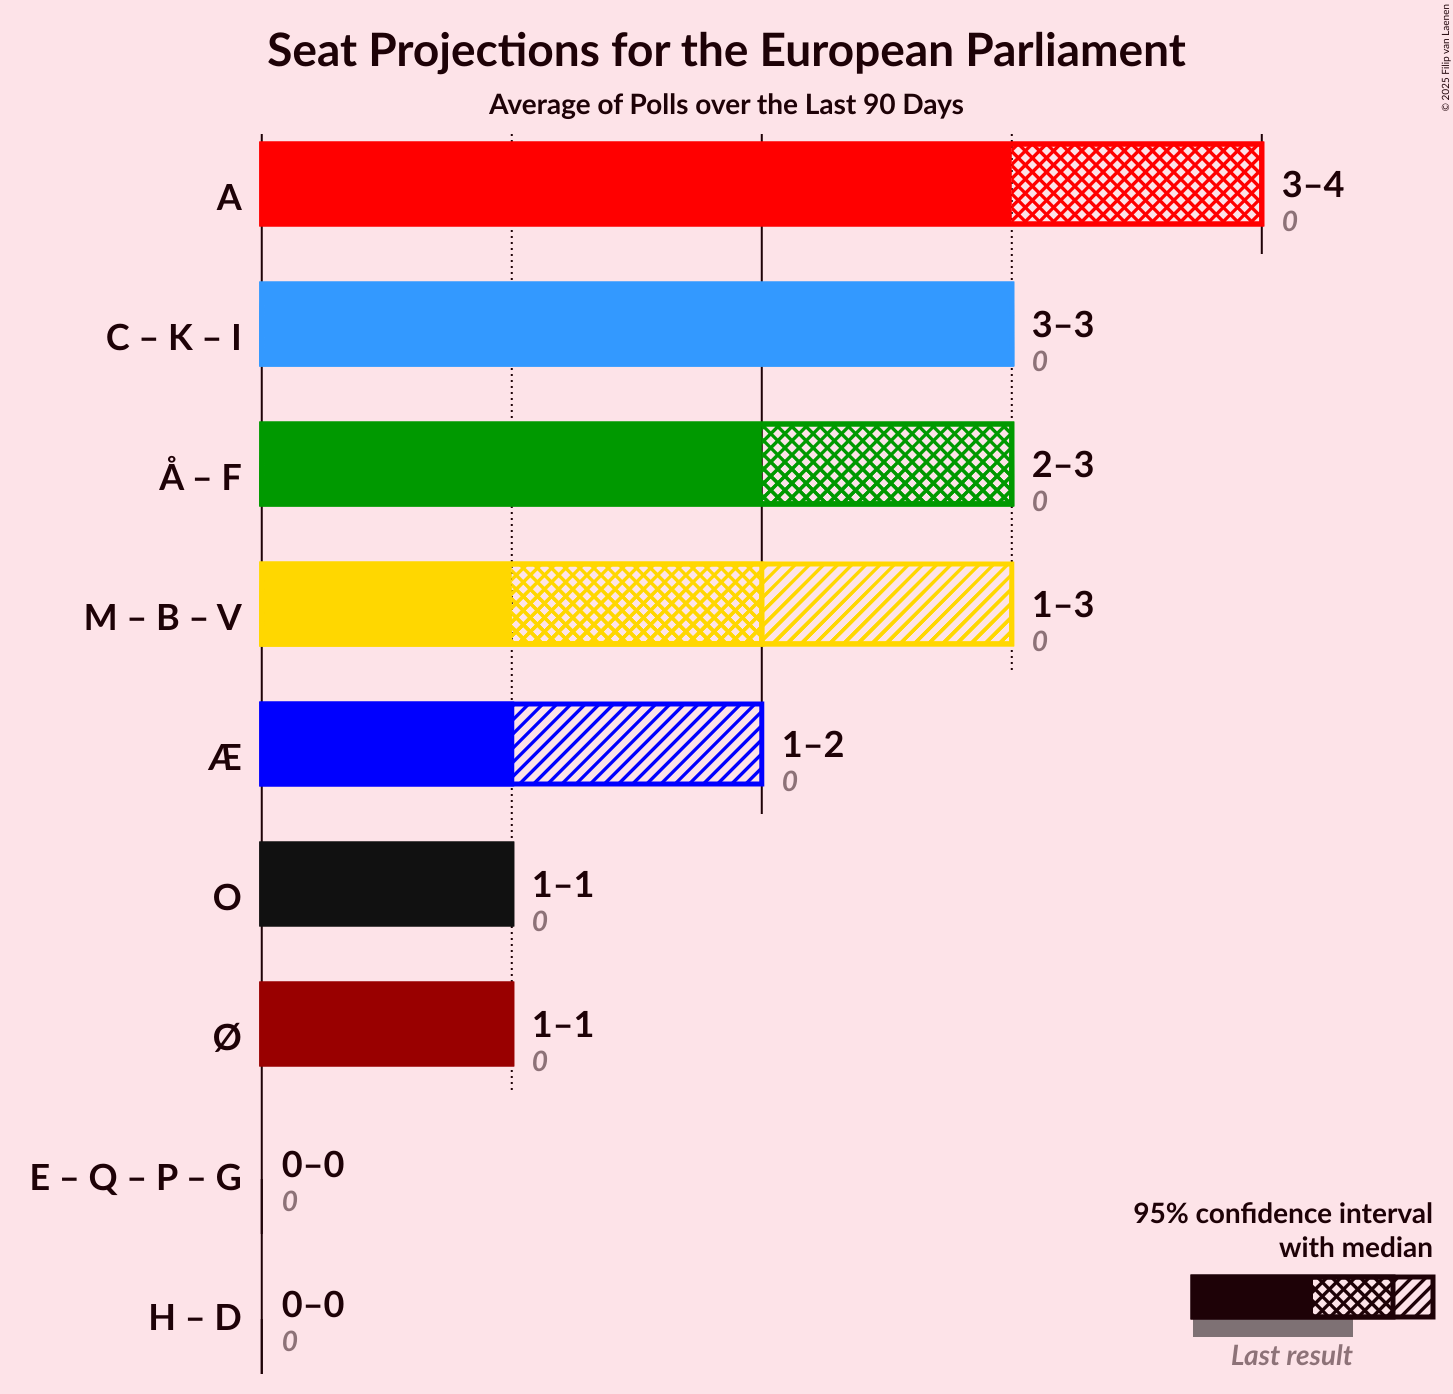 Seat Projections for the European Parliament
Average of Polls over the Last 90 Days
© 2025 Filip van Laenen
A
3–4
0
C – K – I
3–3
0
Å – F
2–3
0
M – B – V
1–3
0
Æ
1–2
0
O
1–1
0
Ø
1–1
0
E – Q – P – G
0–0
0
H – D
0–0
0
95% confidence interval
with median
Last result